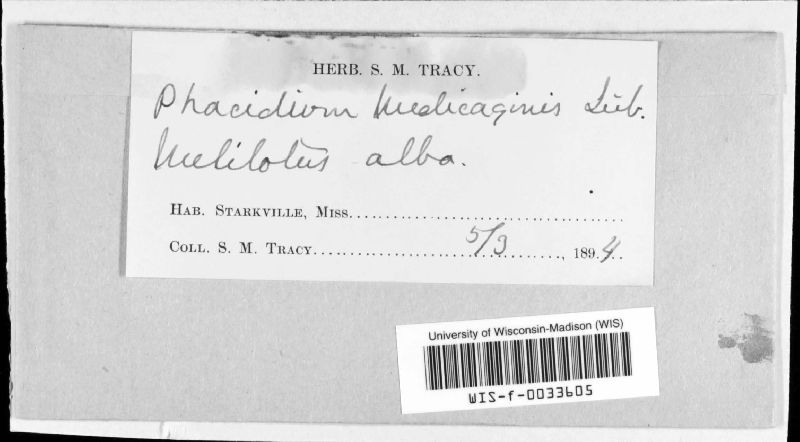 HERB. S. M. TRACY.
Phacidium Medicaginis Lib.
Melilotus alba.
HAB. STARKVILLE, MISS.
COLL. S. M. TRACY. 5/3, 1894.
University of Wisconsin-Madison (WIS)
WIS-f-0033605